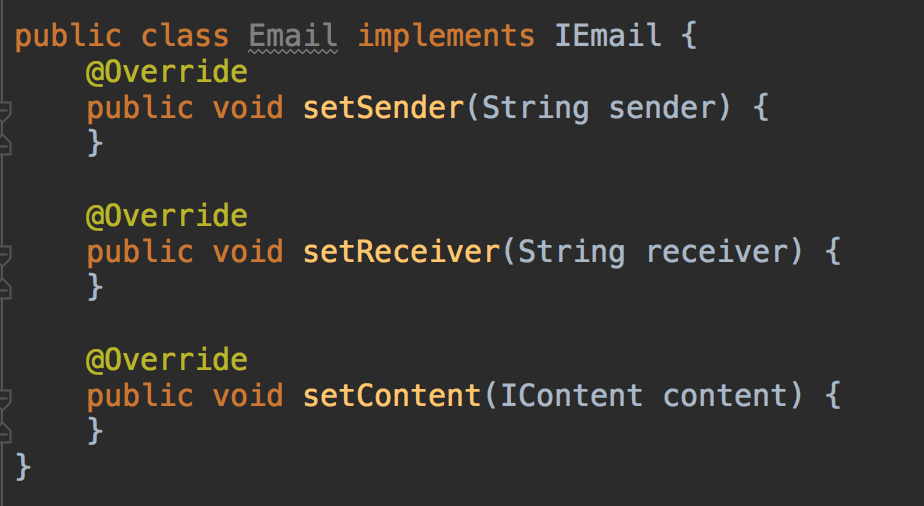 public class Email implements IEmail {
    @Override
    public void setSender(String sender) {
    }

    @Override
    public void setReceiver(String receiver) {
    }

    @Override
    public void setContent(IContent content) {
    }
}